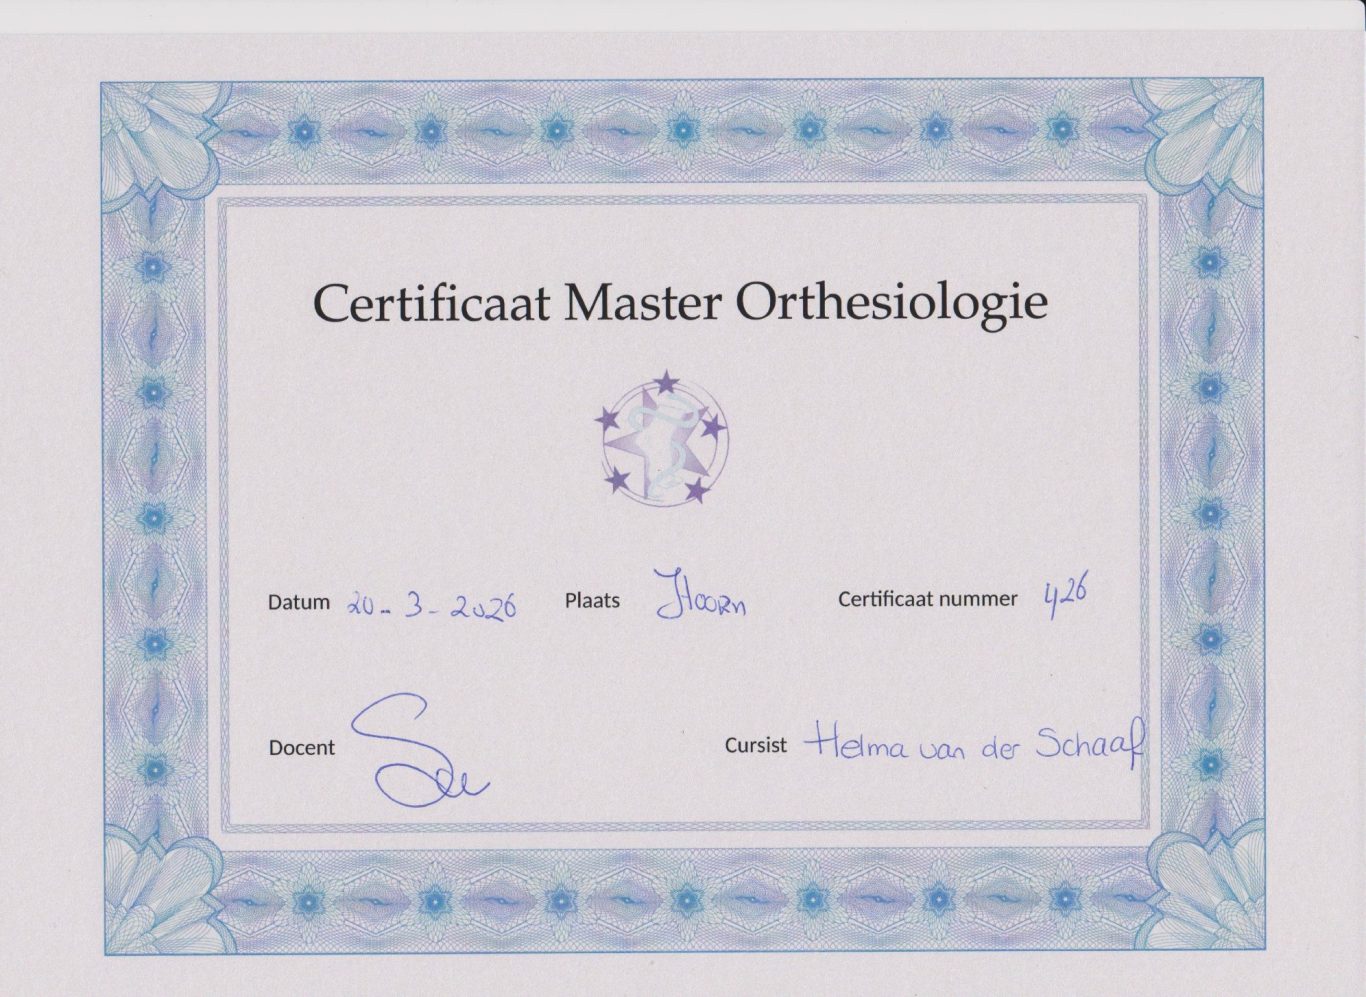 Certificaat Master Orthesiologie
Datum 20-3-2026 Plaats Hoorn Certificaat nummer 426
Docent
Cursist Helma van der Schaaf